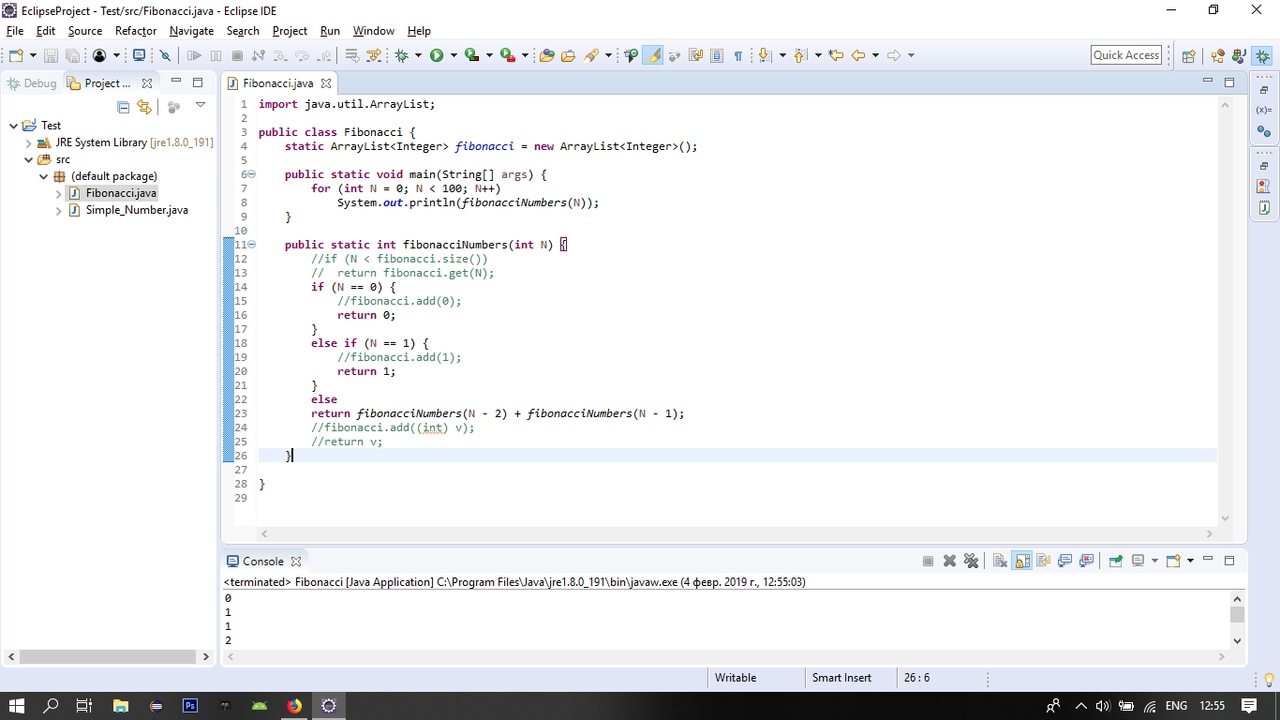 EclipseProject - Test/src/Fibonacci.java - Eclipse IDE
File Edit Source Refactor Navigate Search Project Run Window Help
Quick Access
Debug Project ... Fibonacci.java
Test
JRE System Library [jre1.8.0_191]
src
(default package)
Fibonacci.java
Simple_Number.java
1 import java.util.ArrayList;
2
3 public class Fibonacci {
4 static ArrayList<Integer> fibonacci = new ArrayList<Integer>();
5
6 public static void main(String[] args) {
7 for (int N = 0; N < 100; N++)
8 System.out.println(fibonacciNumbers(N));
9 }
10
11 public static int fibonacciNumbers(int N) {
12 //if (N < fibonacci.size())
13 // return fibonacci.get(N);
14 if (N == 0) {
15 //fibonacci.add(0);
16 return 0;
17 }
18 else if (N == 1) {
19 //fibonacci.add(1);
20 return 1;
21 }
22 else
23 return fibonacciNumbers(N - 2) + fibonacciNumbers(N - 1);
24 //fibonacci.add((int) v);
25 //return v;
26 }
27
28 }
29
Console
<terminated> Fibonacci [Java Application] C:\Program Files\Java\jre1.8.0_191\bin\javaw.exe (4 февр. 2019 г., 12:55:03)
0
1
1
2
Writable Smart Insert 26 : 6
Ps ENG 12:55